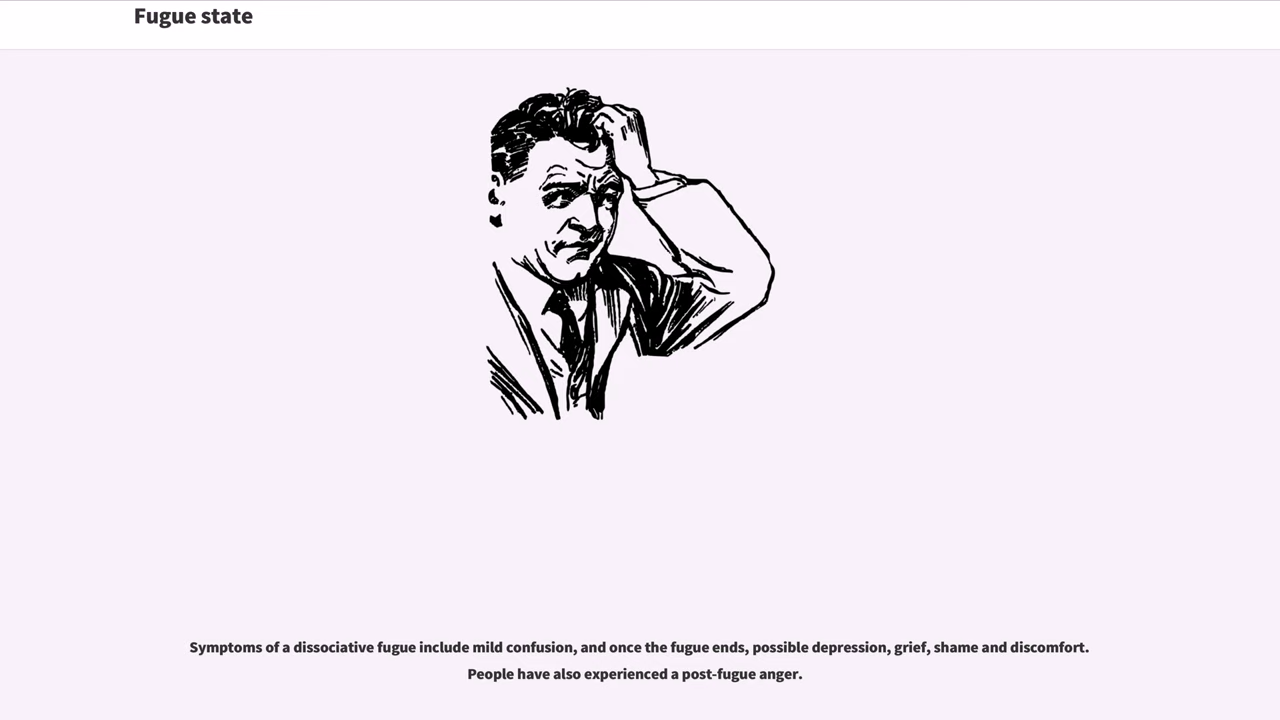 Fugue state
Symptoms of a dissociative fugue include mild confusion, and once the fugue ends, possible depression, grief, shame and discomfort.
People have also experienced a post-fugue anger.